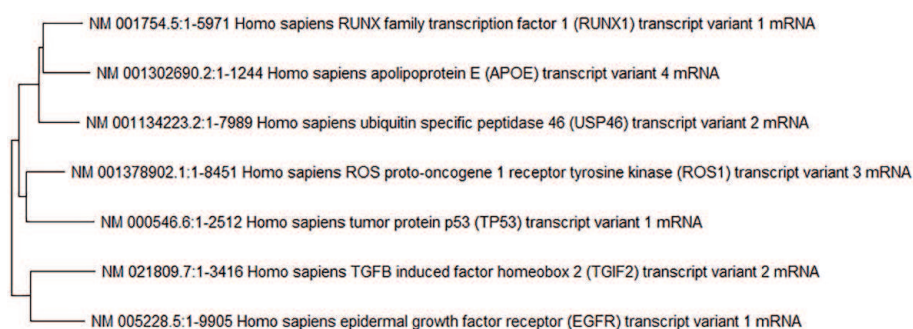 NM 001754.5:1-5971 Homo sapiens RUNX family transcription factor 1 (RUNX1) transcript variant 1 mRNA
NM 001302690.2:1-1244 Homo sapiens apolipoprotein E (APOE) transcript variant 4 mRNA
NM 001134223.2:1-7989 Homo sapiens ubiquitin specific peptidase 46 (USP46) transcript variant 2 mRNA
NM 001378902.1:1-8451 Homo sapiens ROS proto-oncogene 1 receptor tyrosine kinase (ROS1) transcript variant 3 mRNA
NM 000546.6:1-2512 Homo sapiens tumor protein p53 (TP53) transcript variant 1 mRNA
NM 021809.7:1-3416 Homo sapiens TGFB induced factor homeobox 2 (TGIF2) transcript variant 2 mRNA
NM 005228.5:1-9905 Homo sapiens epidermal growth factor receptor (EGFR) transcript variant 1 mRNA